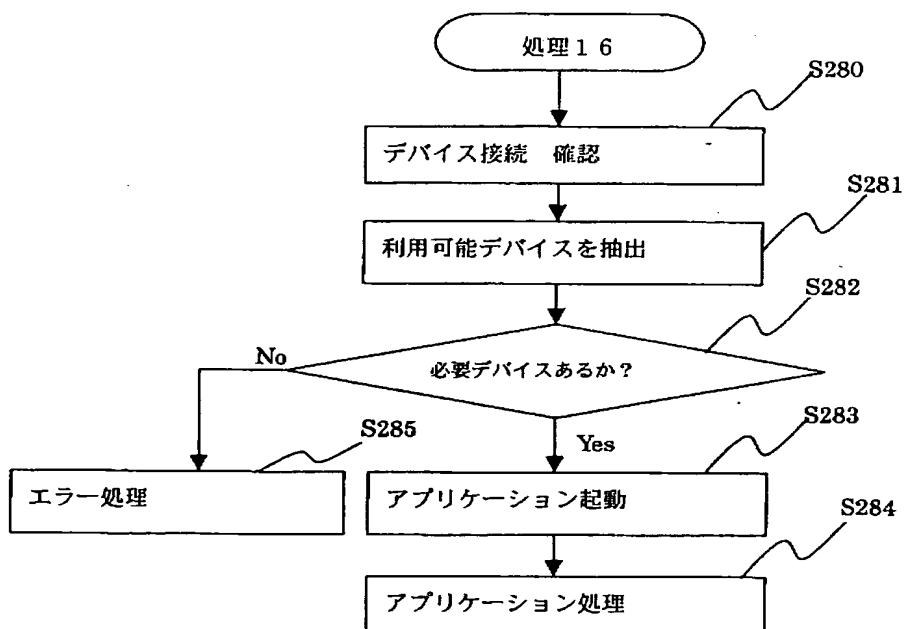 処理１６
S280
デバイス接続　確認
S281
利用可能デバイスを抽出
S282
必要デバイスあるか？
No
Yes
S283
S285
エラー処理
アプリケーション起動
S284
アプリケーション処理